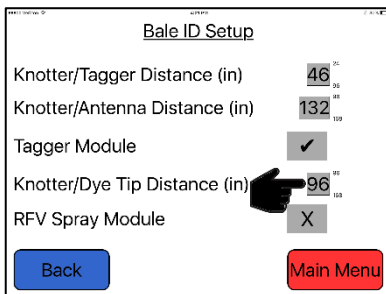 Bale ID Setup
Knotter/Tagger Distance (in) 46
Knotter/Antenna Distance (in) 132
Tagger Module ✔
Knotter/Dye Tip Distance (in) 96
RFV Spray Module X
Back Main Menu